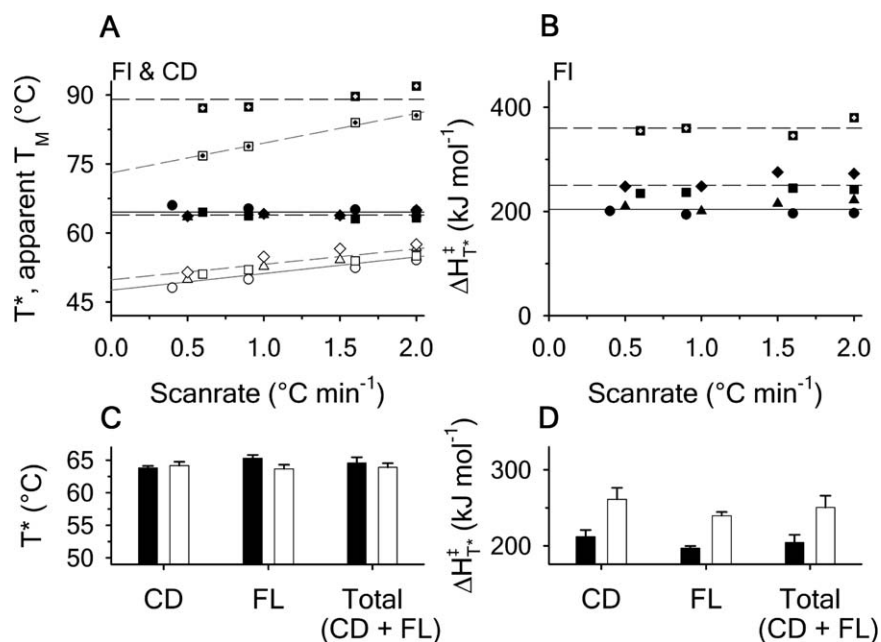 A
B
FI & CD
FI
T*, apparent T_M (°C)
90
75
60
45
0.0 0.5 1.0 1.5 2.0
Scanrate (°C min⁻¹)
ΔH‡T* (kJ mol⁻¹)
400
200
0
0.0 0.5 1.0 1.5 2.0
Scanrate (°C min⁻¹)
C
D
T* (°C)
65
60
55
50
CD FL Total
(CD + FL)
ΔH‡T* (kJ mol⁻¹)
300
250
200
CD FL Total
(CD + FL)